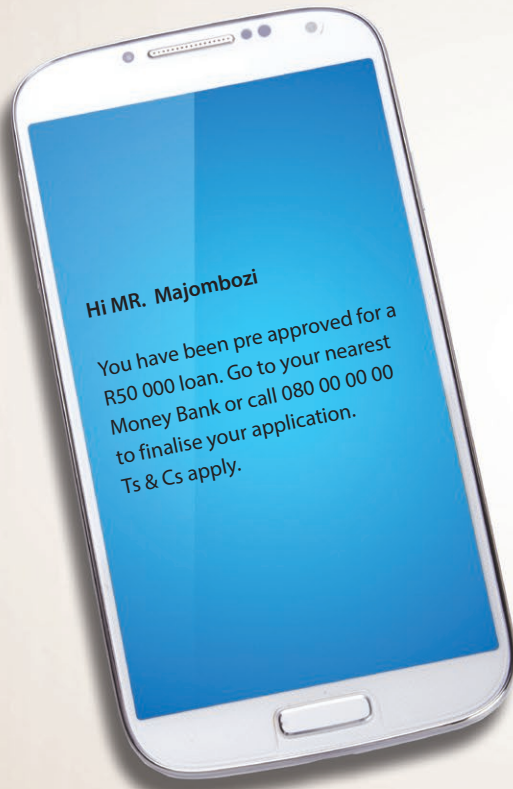 Hi MR. Majombozi
You have been pre approved for a
R50 000 loan. Go to your nearest
Money Bank or call 080 00 00 00
to finalise your application.
Ts & Cs apply.